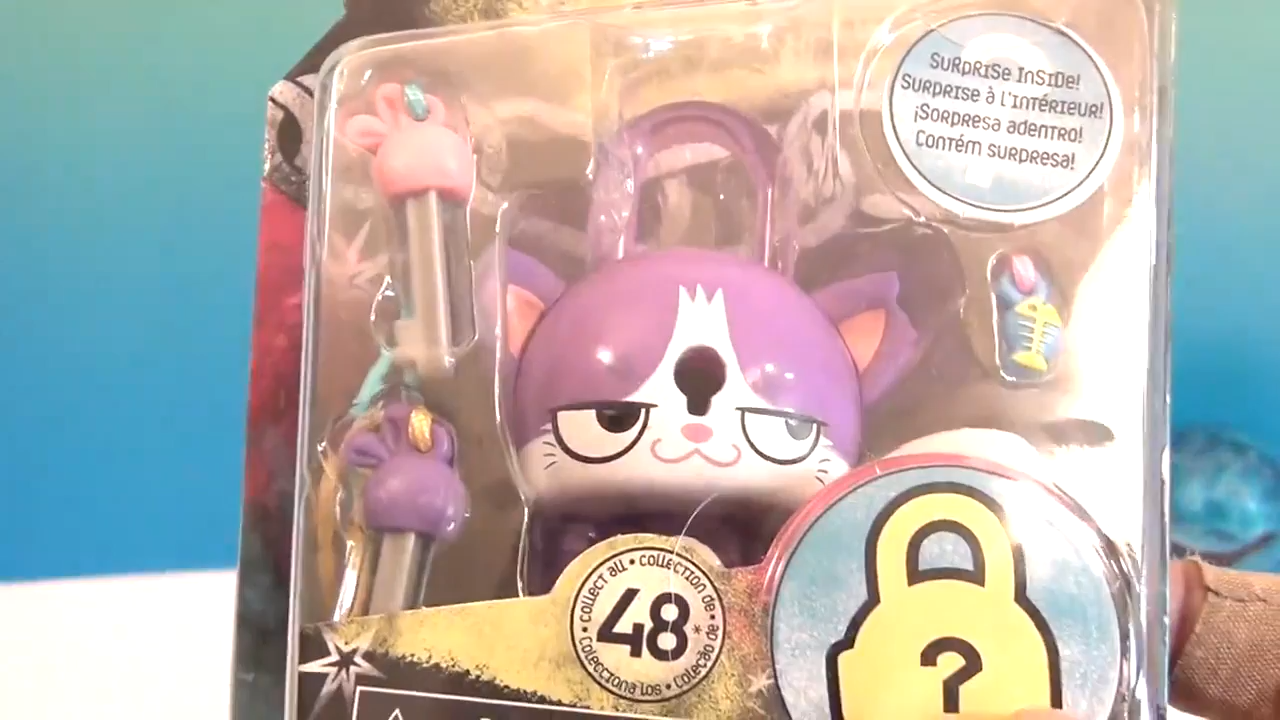 SURPRISE INSIDE!
SURPRISE à L'INTÉRIEUR!
¡SORPRESA ADENTRO!
CONTÉM SURPRESA!
COLLECT ALL • COLLECTION DE •
48*
COLECCIONA LOS • COLEÇÃO DE •
?